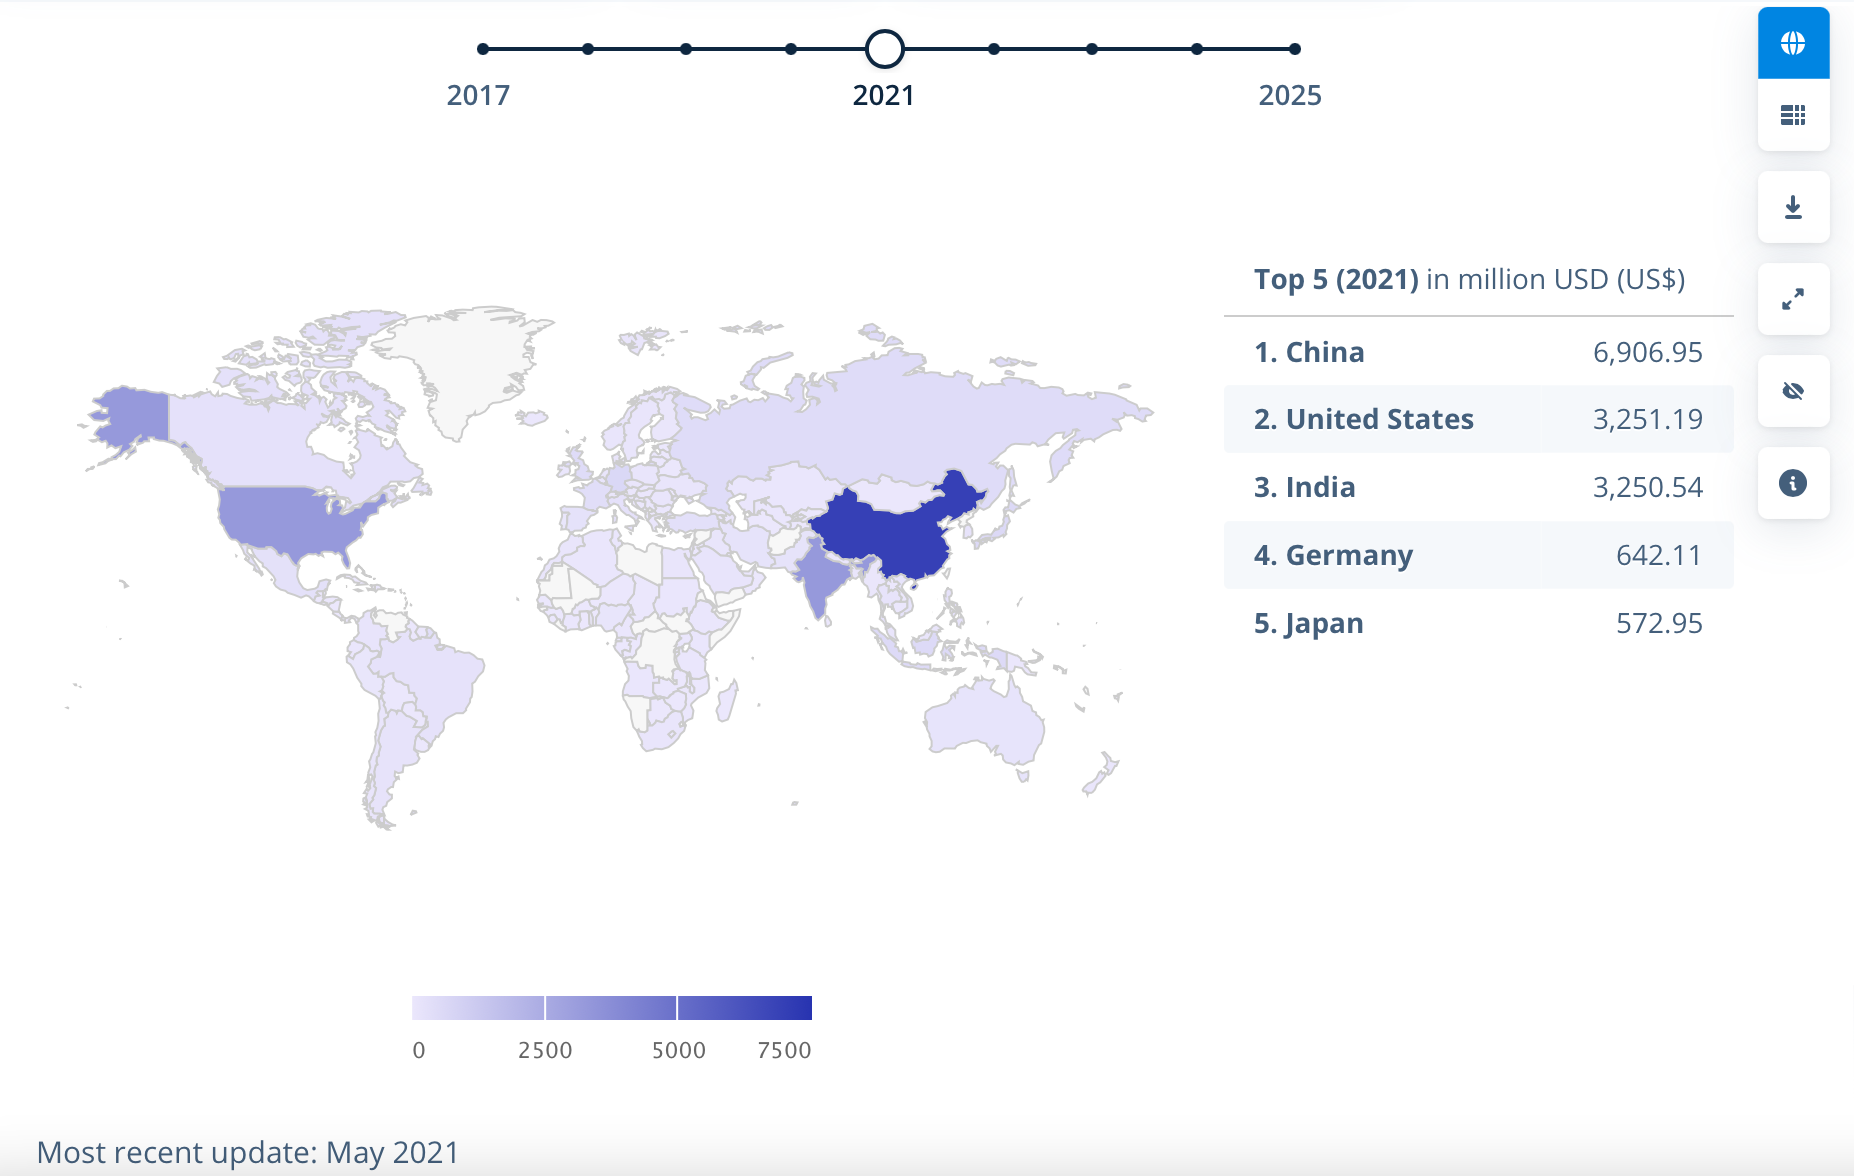 2017 2021 2025
Top 5 (2021) in million USD (US$)
1. China 6,906.95
2. United States 3,251.19
3. India 3,250.54
4. Germany 642.11
5. Japan 572.95
0 2500 5000 7500
Most recent update: May 2021